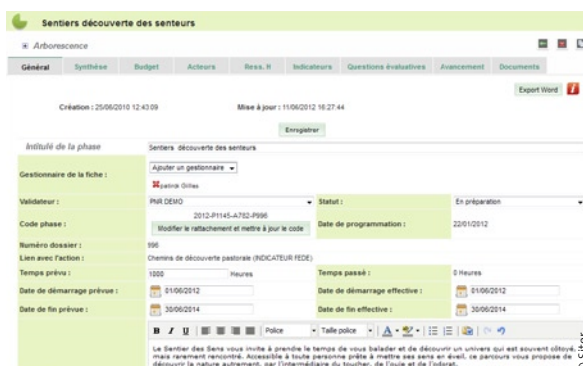 Sentiers découverte des senteurs
Arborescence
Général Synthèse Budget Acteurs Ress. H Indicateurs Questions évaluatives Avancement Documents
Export Word
Création : 25/06/2010 12:43:09 Mise à jour : 11/06/2012 16:27:44
Enregistrer
Intitulé de la phase Sentiers découverte des senteurs
Gestionnaire de la fiche : Ajouter un gestionnaire
patrick Gilles
Validateur : PNR DEMO Statut : En préparation
Code phase : 2012-P1145-A762-P996 Date de programmation : 22/01/2012
Modifier le rattachement et mettre à jour le code
Numéro dossier : 996
Lien avec l'action : Chemins de découverte pastorale (INDICATEUR FEDE)
Temps prévu : 1000 Heures Temps passé : 0 Heures
Date de démarrage prévue : 01/06/2012 Date de démarrage effective : 01/06/2012
Date de fin prévue : 30/06/2014 Date de fin effective : 30/06/2014
B I U Police Taille police
Le Sentier des Sens vous invite à prendre le temps de vous balader et de découvrir un univers qui est souvent côtoyé,
mais rarement rencontré. Accessible à toute personne prête à mettre ses sens en éveil, ce parcours vous propose de
découvrir la nature autrement, par l'intermédiaire du toucher, de l'ouïe et de l'odorat.